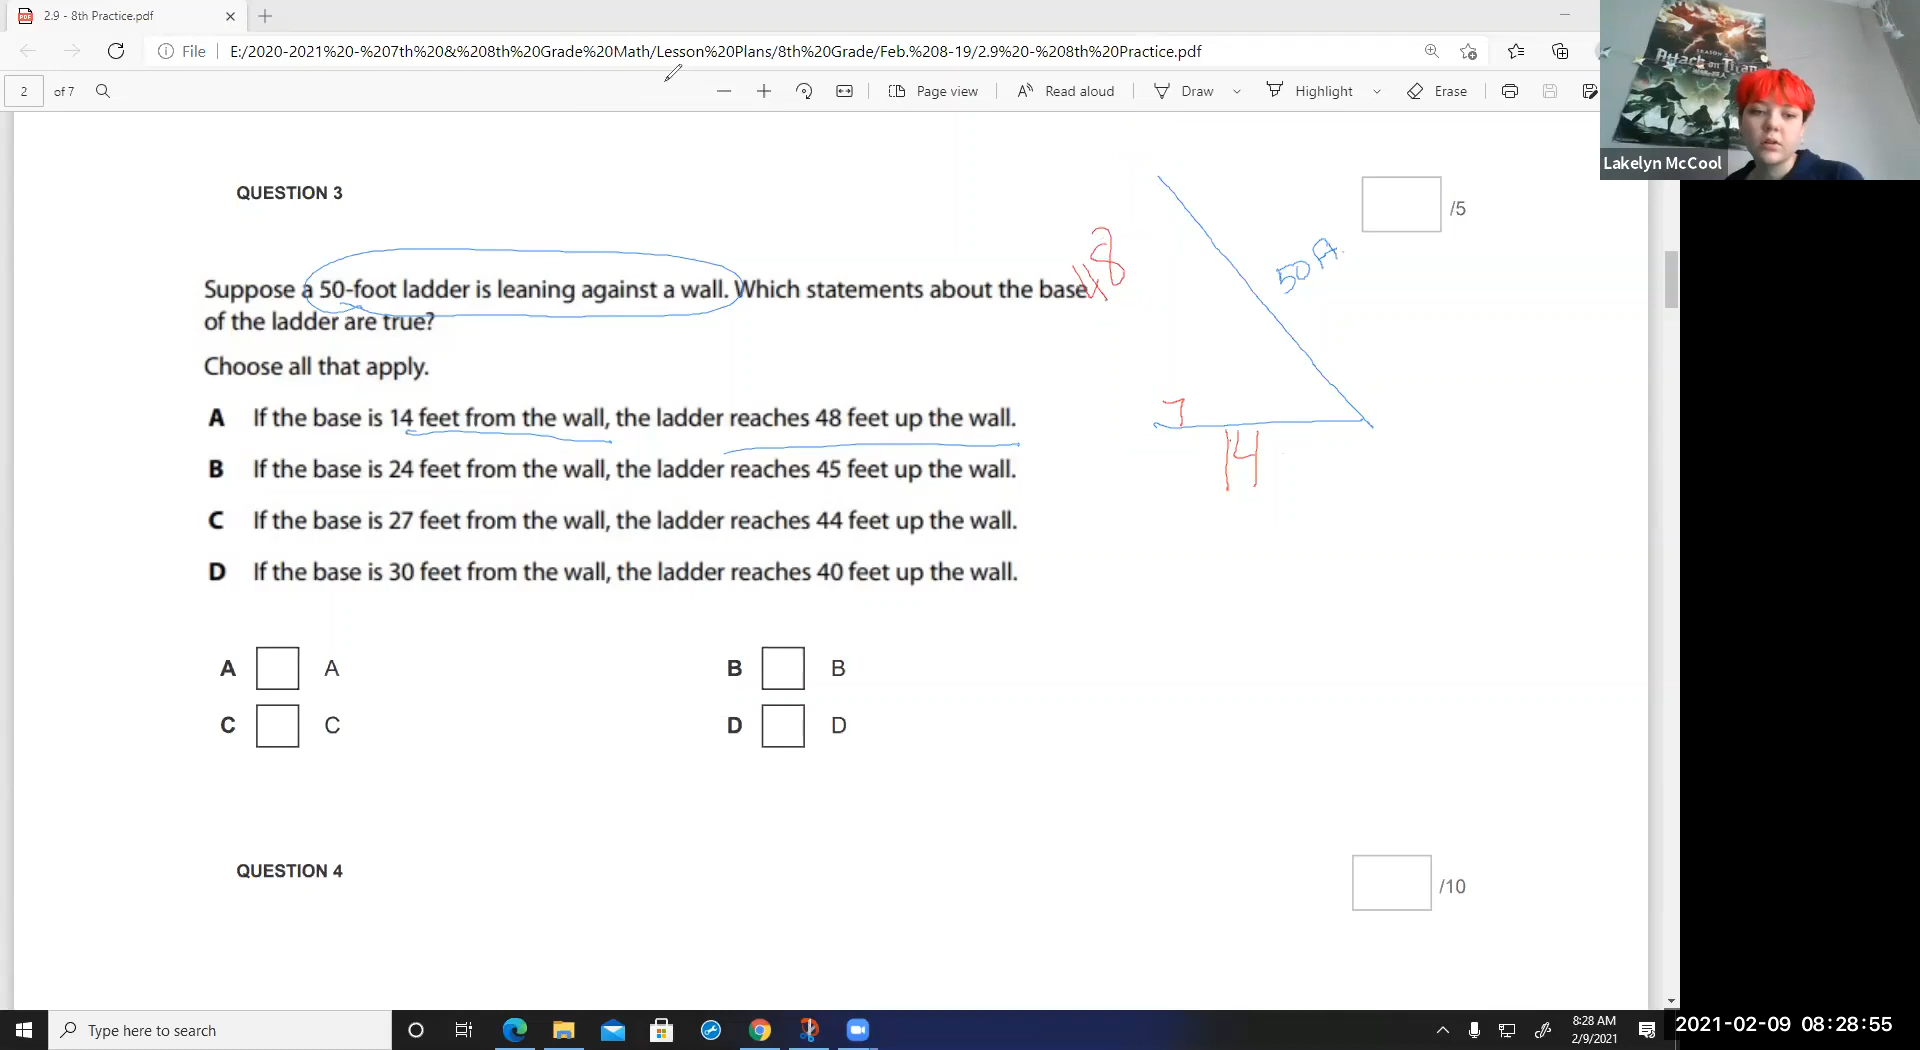 2.9 - 8th Practice.pdf
File E:/2020-2021%20-%207th%20&%208th%20Grade%20Math/Lesson%20Plans/8th%20Grade/Feb.%208-19/2.9%20-%208th%20Practice.pdf
2 of 7 Page view Read aloud Draw Highlight Erase
Attack on Titan
Lakelyn McCool
QUESTION 3
/5
50 ft.
48
Suppose a 50-foot ladder is leaning against a wall. Which statements about the base
of the ladder are true?
Choose all that apply.
A If the base is 14 feet from the wall, the ladder reaches 48 feet up the wall.
14
B If the base is 24 feet from the wall, the ladder reaches 45 feet up the wall.
C If the base is 27 feet from the wall, the ladder reaches 44 feet up the wall.
D If the base is 30 feet from the wall, the ladder reaches 40 feet up the wall.
A A B B
C C D D
QUESTION 4
/10
Type here to search
8:28 AM
2/9/2021
2021-02-09 08:28:55